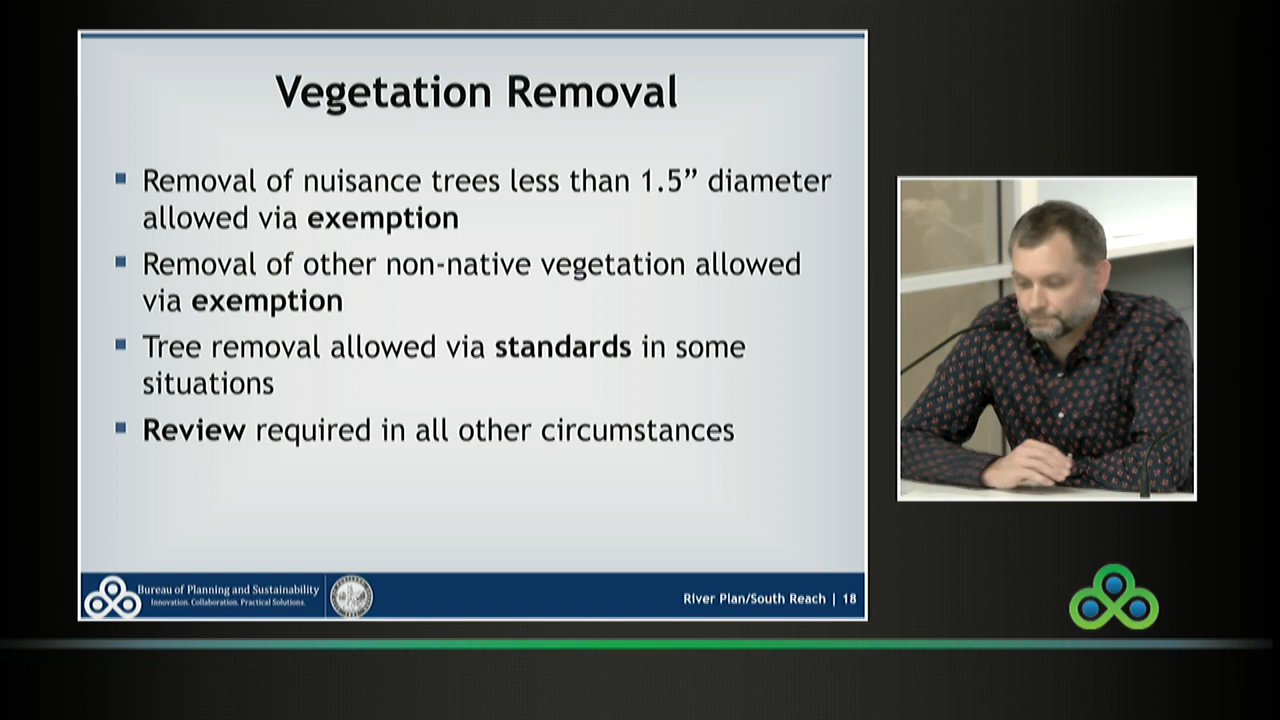 Vegetation Removal
Removal of nuisance trees less than 1.5” diameter
allowed via exemption
Removal of other non-native vegetation allowed
via exemption
Tree removal allowed via standards in some
situations
Review required in all other circumstances
Bureau of Planning and Sustainability
Innovation. Collaboration. Practical Solutions.
River Plan/South Reach | 18